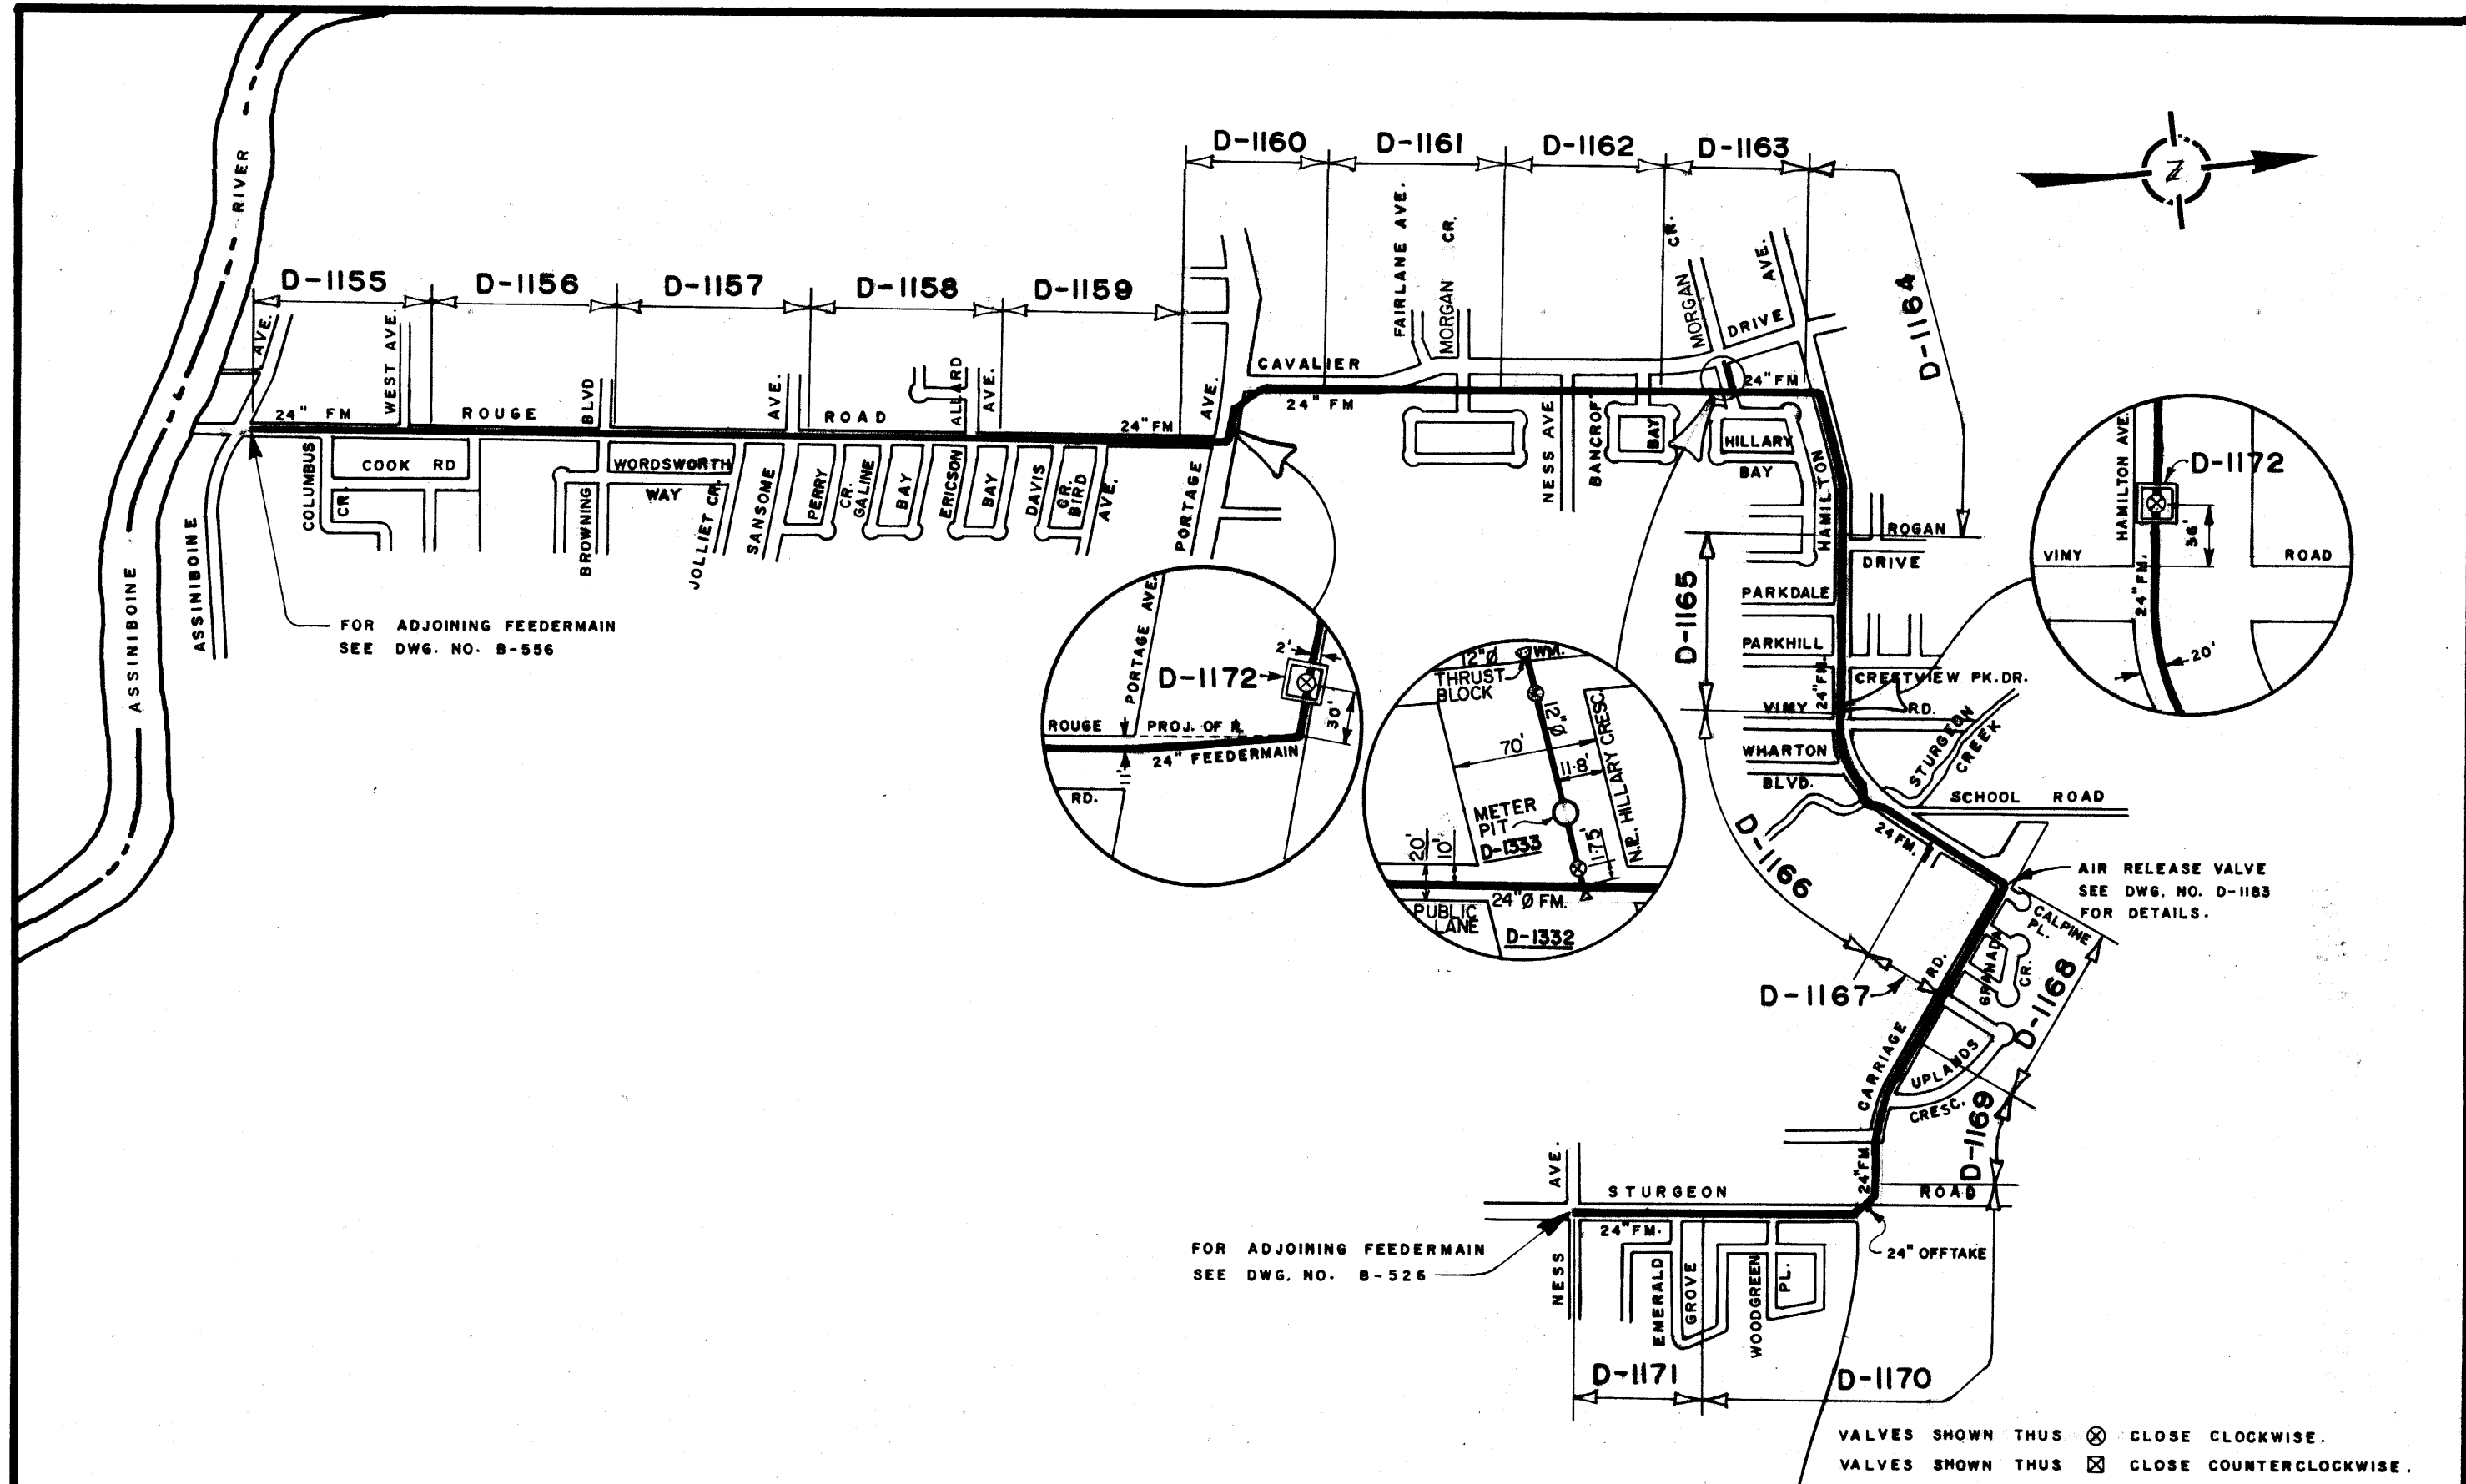 D-1155
D-1156
D-1157
D-1158
D-1159
D-1160
D-1161
D-1162
D-1163
D-1164
Z
ASSINIBOINE RIVER
ASSINIBOINE AVE.
24" FM
WEST AVE.
ROUGE ROAD
BLVD
AVE.
ALLARD AVE.
24" FM
COLUMBUS CR.
COOK RD
BROWNING
WORDSWORTH WAY
JOLLIET CR.
SANSOME
PERRY CR.
GALINE BAY
ERICSON BAY
DAVIS CR.
BIRD AVE.
PORTAGE AVE.
CAVALIER DRIVE
24" FM
FAIRLANE AVE.
MORGAN CR.
MORGAN CR.
AVE.
24" FM
NESS AVE.
BANCROFT BAY
HILLARY BAY
HAMILTON
ROGAN DRIVE
D-1165
PARKDALE
PARKHILL
24" FM.
CRESTVIEW PK. DR.
VIMY RD.
WHARTON BLVD.
STURGEON CREEK
SCHOOL ROAD
24 FM.
D-1166
AIR RELEASE VALVE
SEE DWG. NO. D-1183
FOR DETAILS.
CALPINE PL.
GRANADA CR.
D-1167
D-1168
CARRIAGE RD.
UPLANDS CRESC.
D-1169
24" FM
STURGEON ROAD
NESS AVE.
24" FM.
24" OFFTAKE
EMERALD GROVE
WOODGREEN PL.
D-1171
D-1170
FOR ADJOINING FEEDERMAIN
SEE DWG. NO. B-556
FOR ADJOINING FEEDERMAIN
SEE DWG. NO. B-526
PORTAGE AVE.
2'
D-1172
30'
ROUGE
PROJ. OF PL
24" FEEDERMAIN
11'
RD.
12"Ø WM.
THRUST
BLOCK
12"Ø
70'
11.8'
N.P.L. HILLARY CRESC.
METER
PIT
D-1333
1.75'
20'
10'
24"Ø FM.
PUBLIC
LANE
D-1332
HAMILTON AVE.
D-1172
36'
VIMY ROAD
24" FM.
20'
VALVES SHOWN THUS ⊗ CLOSE CLOCKWISE.
VALVES SHOWN THUS ⊠ CLOSE COUNTERCLOCKWISE.